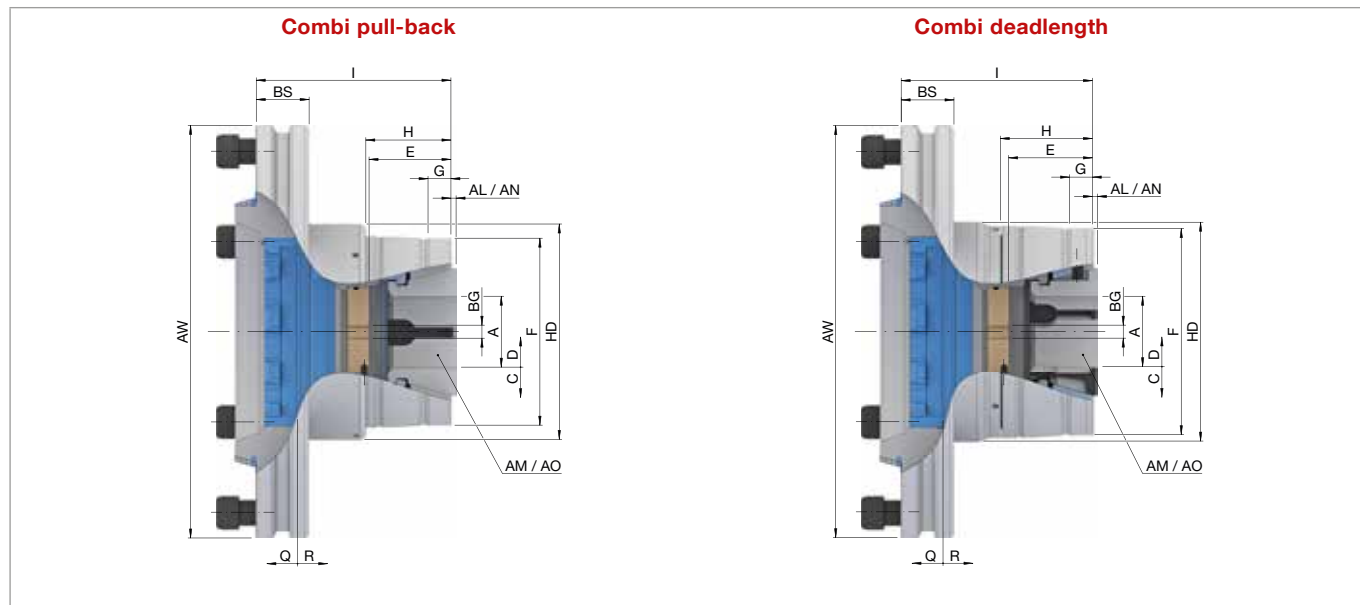 Combi pull-back
I
BS
H
E
G
AL / AN
AW
BG
A
D
C
F
HD
AM / AO
Q R
Combi deadlength
I
BS
H
E
G
AL / AN
AW
BG
A
D
C
F
HD
AM / AO
Q R